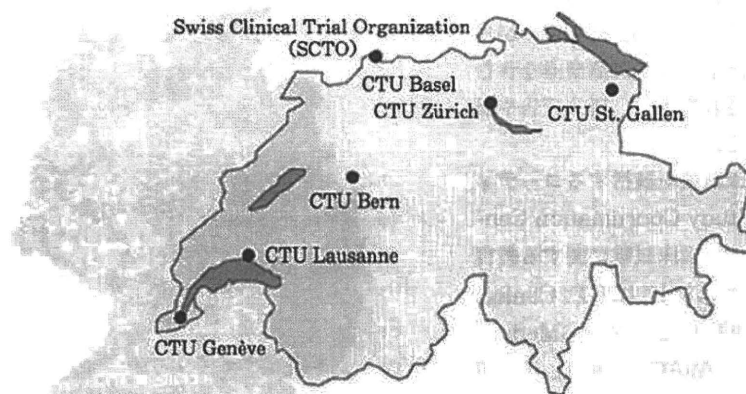 Swiss Clinical Trial Organization
(SCTO)
CTU Basel
CTU Zürich
CTU St. Gallen
CTU Bern
CTU Lausanne
CTU Genève